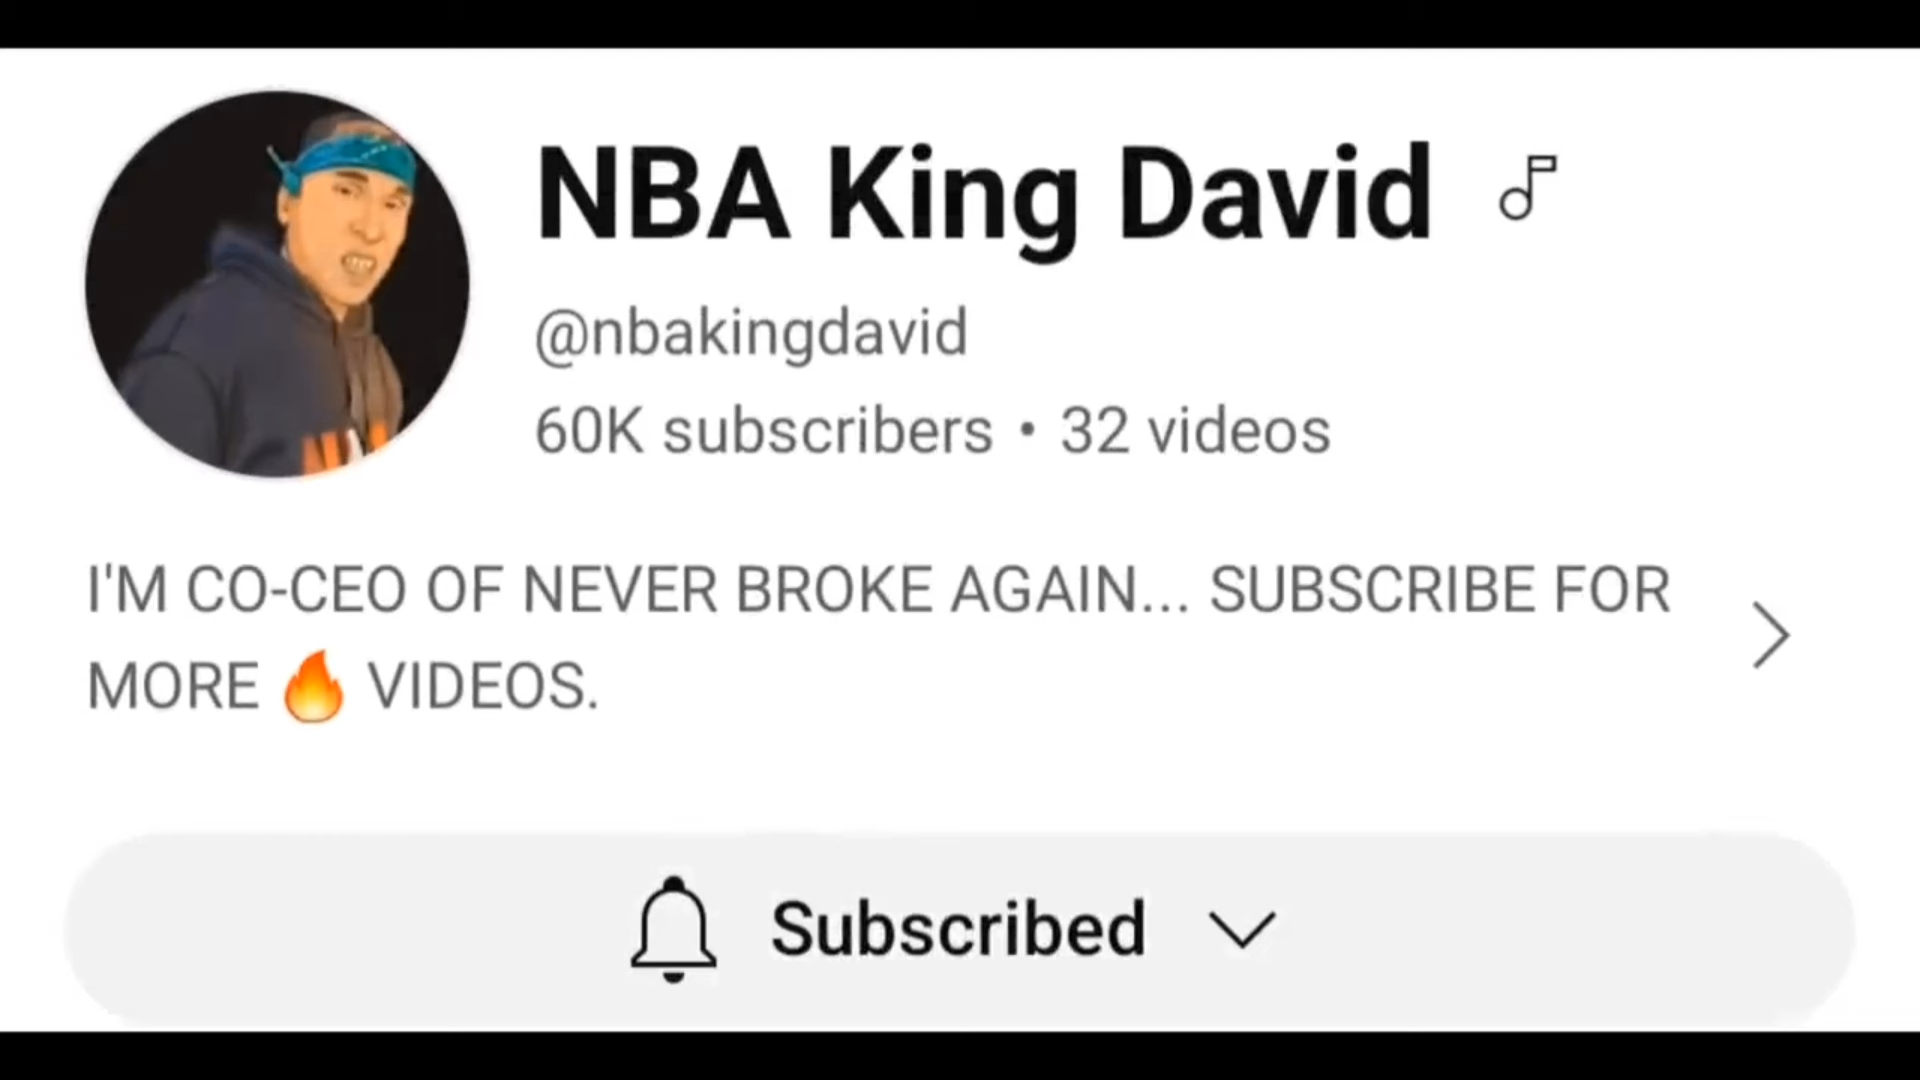 NBA King David
@nbakingdavid
60K subscribers • 32 videos
I'M CO-CEO OF NEVER BROKE AGAIN... SUBSCRIBE FOR
MORE 🔥 VIDEOS.
Subscribed